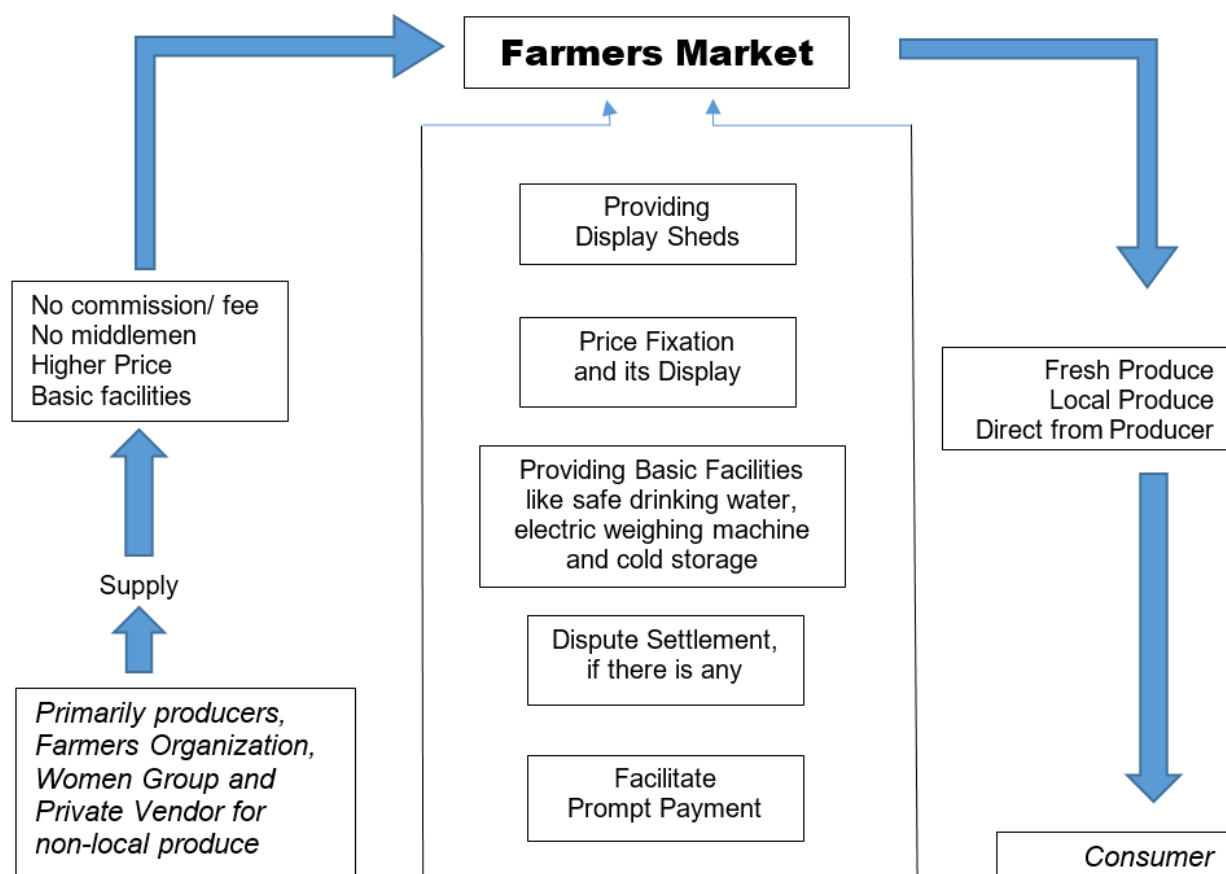 Farmers Market
Providing
Display Sheds
No commission/ fee
No middlemen
Higher Price
Basic facilities
Price Fixation
and its Display
Fresh Produce
Local Produce
Direct from Producer
Providing Basic Facilities
like safe drinking water,
electric weighing machine
and cold storage
Supply
Dispute Settlement,
if there is any
Primarily producers,
Farmers Organization,
Women Group and
Private Vendor for
non-local produce
Facilitate
Prompt Payment
Consumer